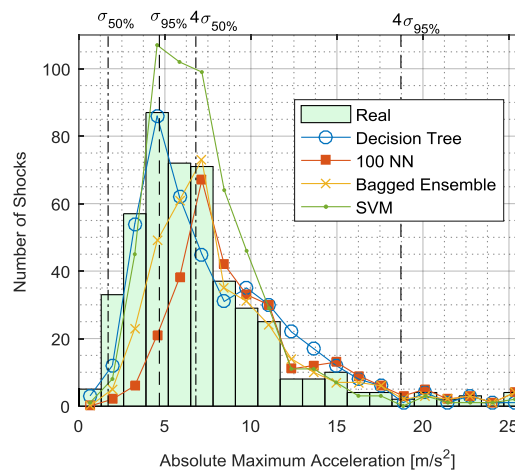 σ50% σ95% 4σ50% 4σ95%
100
80
60
40
20
0
Number of Shocks
Real
Decision Tree
100 NN
Bagged Ensemble
SVM
0 5 10 15 20 25
Absolute Maximum Acceleration [m/s²]